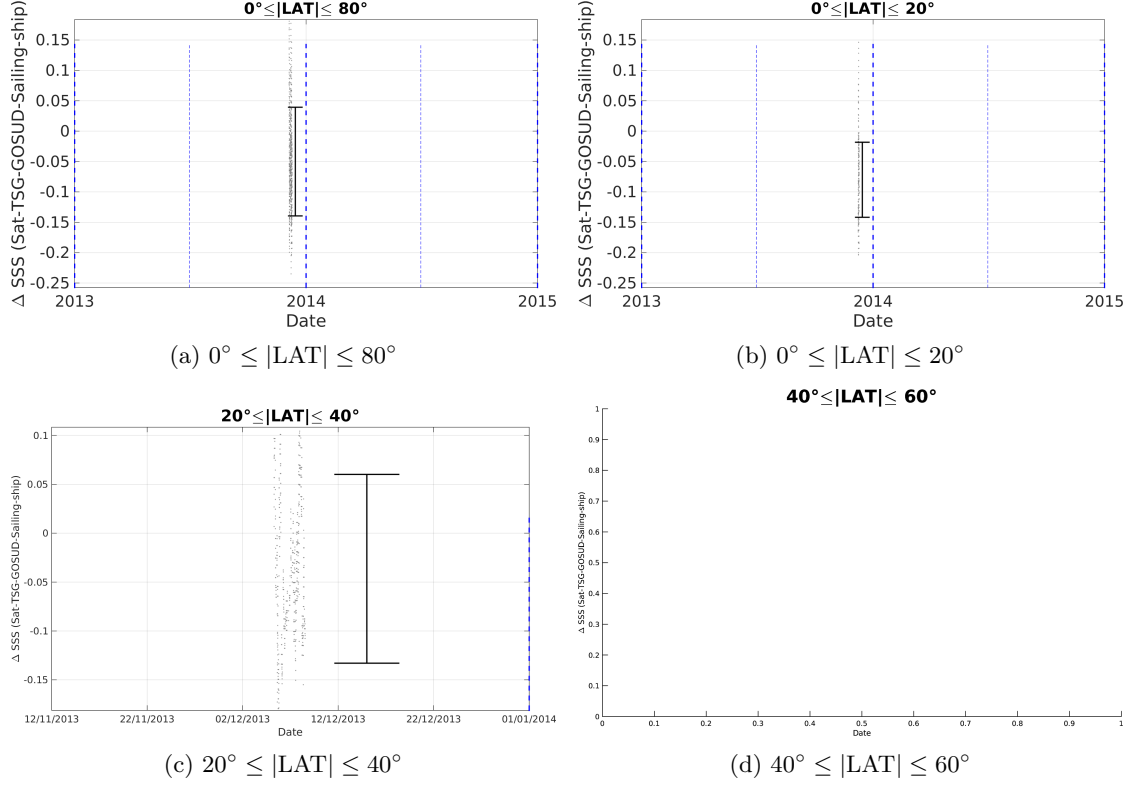 0°≤|LAT|≤ 80°
Δ SSS (Sat-TSG-GOSUD-Sailing-ship)
0.15
0.1
0.05
0
-0.05
-0.1
-0.15
-0.2
-0.25
2013 2014 2015
Date
(a) 0° ≤ |LAT| ≤ 80°
0°≤|LAT|≤ 20°
Δ SSS (Sat-TSG-GOSUD-Sailing-ship)
0.15
0.1
0.05
0
-0.05
-0.1
-0.15
-0.2
-0.25
2013 2014 2015
Date
(b) 0° ≤ |LAT| ≤ 20°
20°≤|LAT|≤ 40°
Δ SSS (Sat-TSG-GOSUD-Sailing-ship)
0.1
0.05
0
-0.05
-0.1
-0.15
12/11/2013 22/11/2013 02/12/2013 12/12/2013 22/12/2013 01/01/2014
Date
(c) 20° ≤ |LAT| ≤ 40°
40°≤|LAT|≤ 60°
Δ SSS (Sat-TSG-GOSUD-Sailing-ship)
1
0.9
0.8
0.7
0.6
0.5
0.4
0.3
0.2
0.1
0
0 0.1 0.2 0.3 0.4 0.5 0.6 0.7 0.8 0.9 1
Date
(d) 40° ≤ |LAT| ≤ 60°